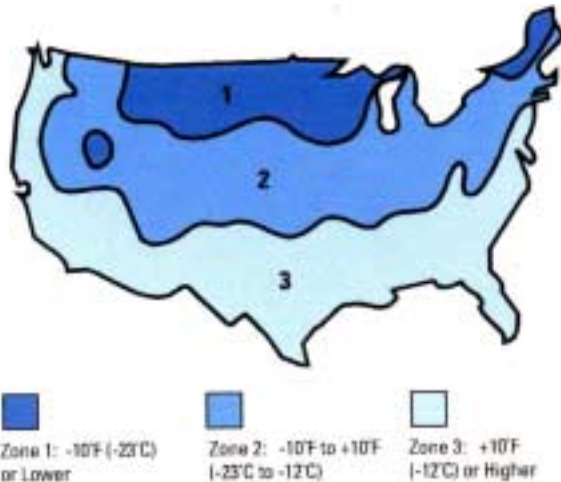 1
2
3
Zone 1: -10°F (-23°C)
or Lower
Zone 2: -10°F to +10°F
(-23°C to -12°C)
Zone 3: +10°F
(-12°C) or Higher